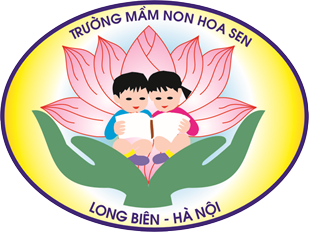 TRƯỜNG MẦM NON HOA SEN
LONG BIÊN - HÀ NỘI